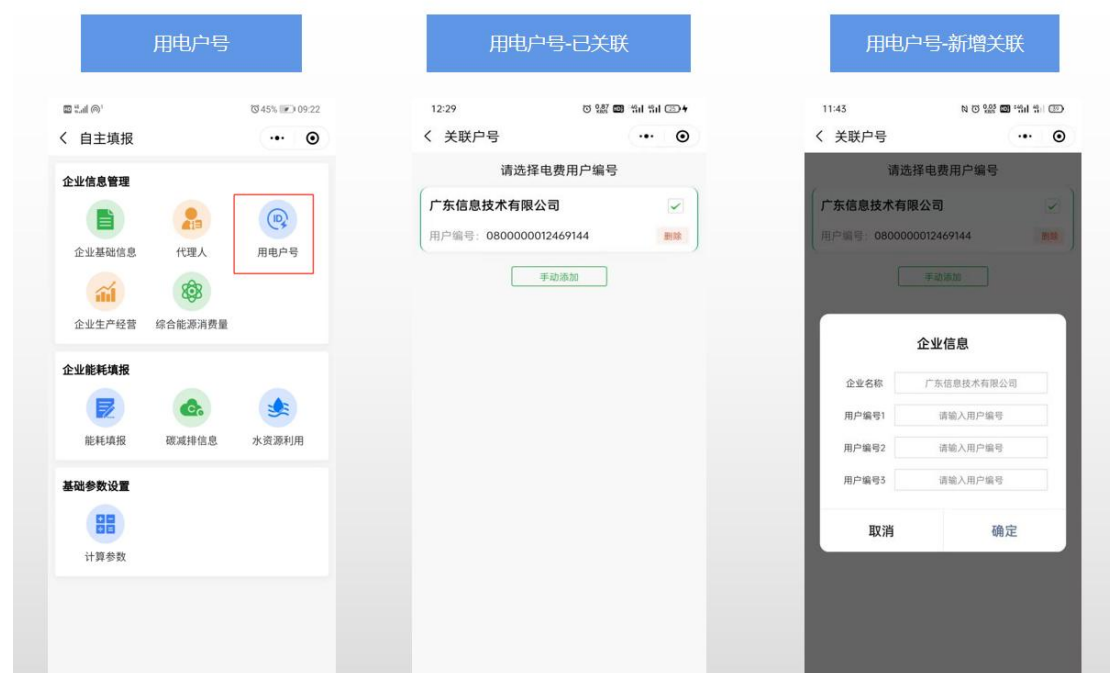 用电户号
用电户号-已关联
用电户号-新增关联
45% 09:22
自主填报
企业信息管理
企业基础信息
代理人
用电户号
企业生产经营
综合能源消费量
企业能耗填报
能耗填报
碳减排信息
水资源利用
基础参数设置
计算参数
12:29
关联户号
请选择电费用户编号
广东信息技术有限公司
用户编号: 0800000012469144
删除
手动添加
11:43
关联户号
请选择电费用户编号
广东信息技术有限公司
用户编号: 0800000012469144
删除
手动添加
企业信息
企业名称 广东信息技术有限公司
用户编号1 请输入用户编号
用户编号2 请输入用户编号
用户编号3 请输入用户编号
取消 确定